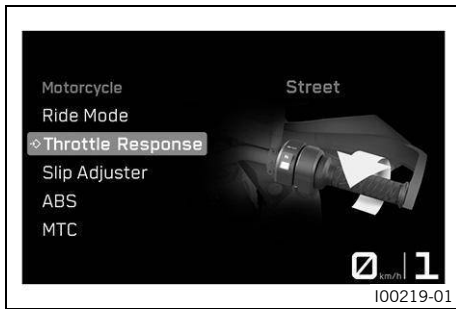 Motorcycle
Street
Ride Mode
Throttle Response
Slip Adjuster
ABS
MTC
0 km/h 1
I00219-01